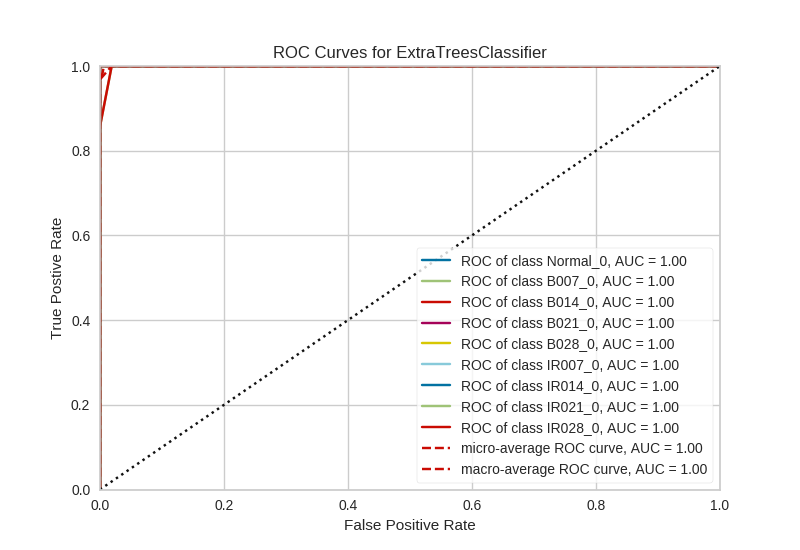 ROC Curves for ExtraTreesClassifier
1.0
0.8
0.6
0.4
0.2
0.0
True Postive Rate
ROC of class Normal_0, AUC = 1.00
ROC of class B007_0, AUC = 1.00
ROC of class B014_0, AUC = 1.00
ROC of class B021_0, AUC = 1.00
ROC of class B028_0, AUC = 1.00
ROC of class IR007_0, AUC = 1.00
ROC of class IR014_0, AUC = 1.00
ROC of class IR021_0, AUC = 1.00
ROC of class IR028_0, AUC = 1.00
micro-average ROC curve, AUC = 1.00
macro-average ROC curve, AUC = 1.00
0.0 0.2 0.4 0.6 0.8 1.0
False Positive Rate